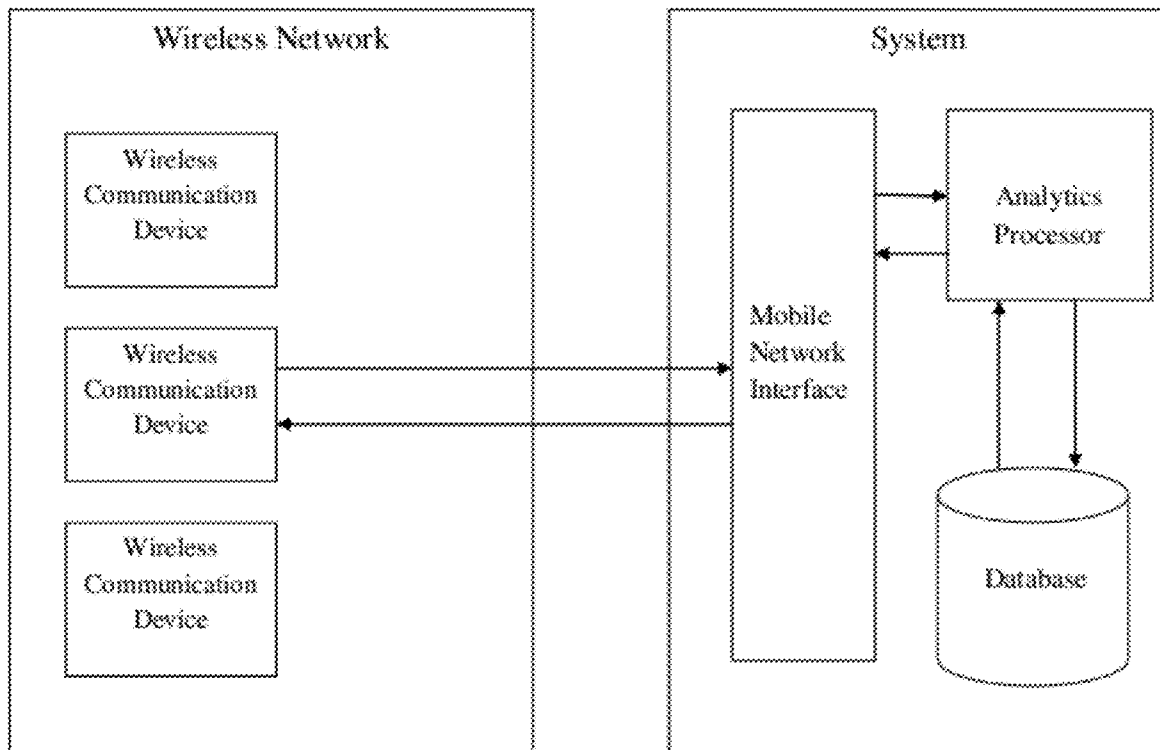 Wireless Network
Wireless
Communication
Device
Wireless
Communication
Device
Wireless
Communication
Device
System
Mobile
Network
Interface
Analytics
Processor
Database